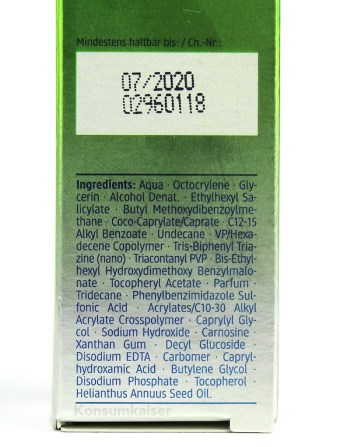 Mindestens haltbar bis: / Ch.-Nr.:
07/2020
02960118
Ingredients: Aqua · Octocrylene · Gly-
cerin · Alcohol Denat. · Ethylhexyl Sa-
licylate · Butyl Methoxydibenzoylme-
thane · Coco-Caprylate/Caprate · C12-15
Alkyl Benzoate · Undecane · VP/Hexa-
decene Copolymer · Tris-Biphenyl Tria-
zine (nano) · Triacontanyl PVP · Bis-Ethyl-
hexyl Hydroxydimethoxy Benzylmalo-
nate · Tocopheryl Acetate · Parfum ·
Tridecane · Phenylbenzimidazole Sul-
fonic Acid · Acrylates/C10-30 Alkyl
Acrylate Crosspolymer · Caprylyl Gly-
col · Sodium Hydroxide · Carnosine ·
Xanthan Gum · Decyl Glucoside ·
Disodium EDTA · Carbomer · Capryl-
hydroxamic Acid · Butylene Glycol ·
Disodium Phosphate · Tocopherol ·
Helianthus Annuus Seed Oil.
Konsumkaiser